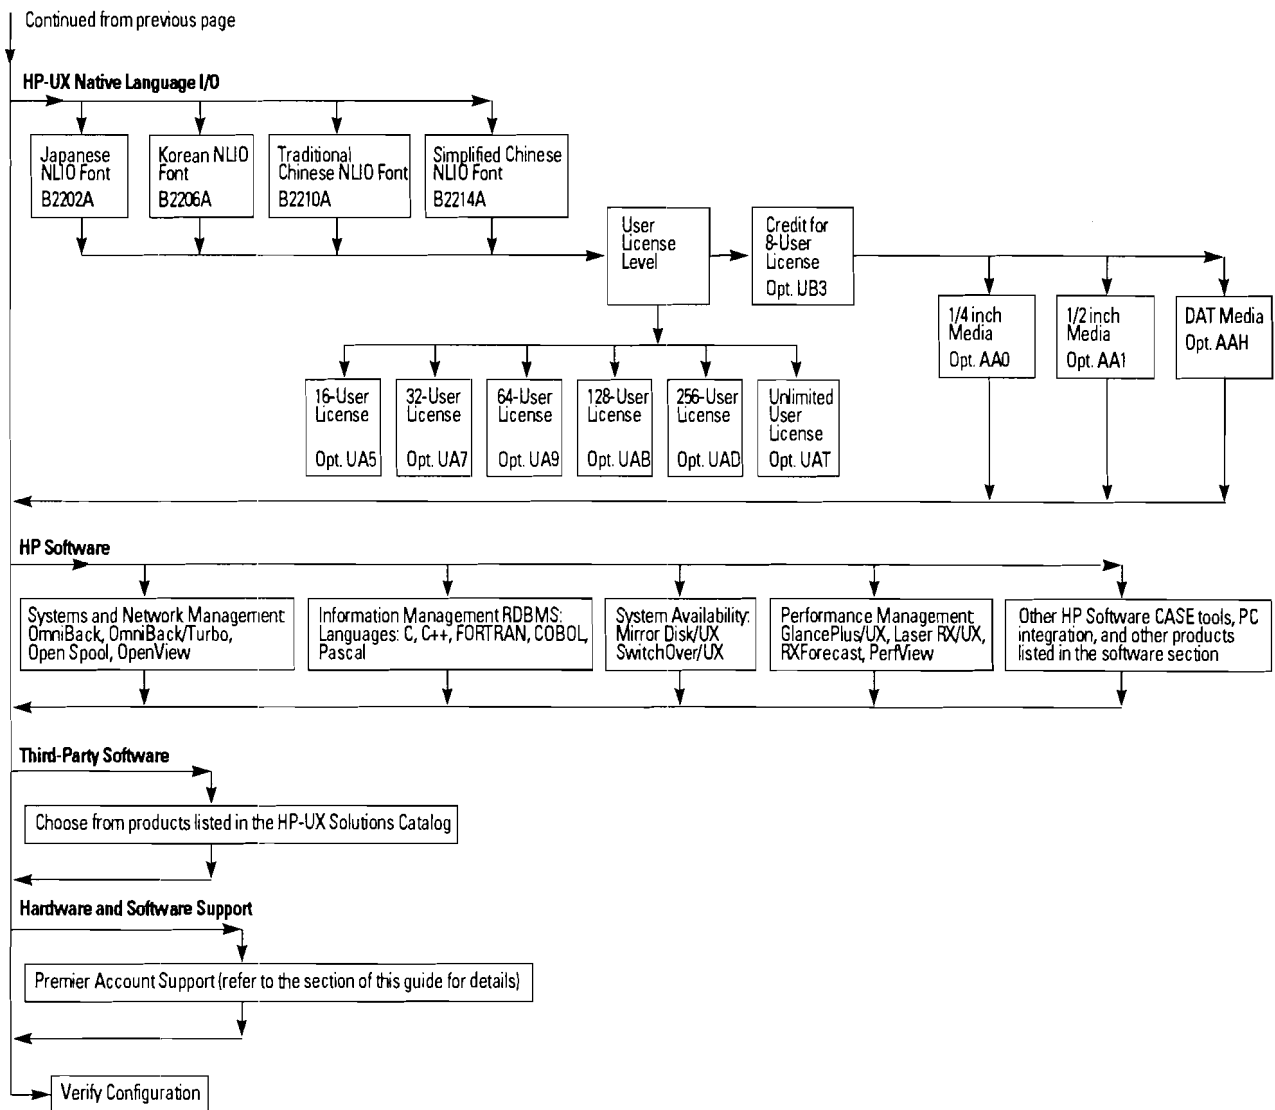 Continued from previous page
HP-UX Native Language I/O
Japanese
NLIO Font
B2202A
Korean NLIO
Font
B2206A
Traditional
Chinese NLIO Font
B2210A
Simplified Chinese
NLIO Font
B2214A
User
License
Level
Credit for
8-User
License
Opt. UB3
1/4 inch
Media
Opt. AA0
1/2 inch
Media
Opt. AA1
DAT Media
Opt. AAH
16-User
License
Opt. UA5
32-User
License
Opt. UA7
64-User
License
Opt. UA9
128-User
License
Opt. UAB
256-User
License
Opt. UAD
Unlimited
User
License
Opt. UAT
HP Software
Systems and Network Management
OmniBack, OmniBack/Turbo,
Open Spool, OpenView
Information Management RDBMS:
Languages: C, C++, FORTRAN, COBOL,
Pascal
System Availability:
Mirror Disk/UX
SwitchOver/UX
Performance Management
GlancePlus/UX, Laser RX/UX,
RXForecast, PerfView
Other HP Software CASE tools, PC
integration, and other products
listed in the software section
Third-Party Software
Choose from products listed in the HP-UX Solutions Catalog
Hardware and Software Support
Premier Account Support (refer to the section of this guide for details)
Verify Configuration